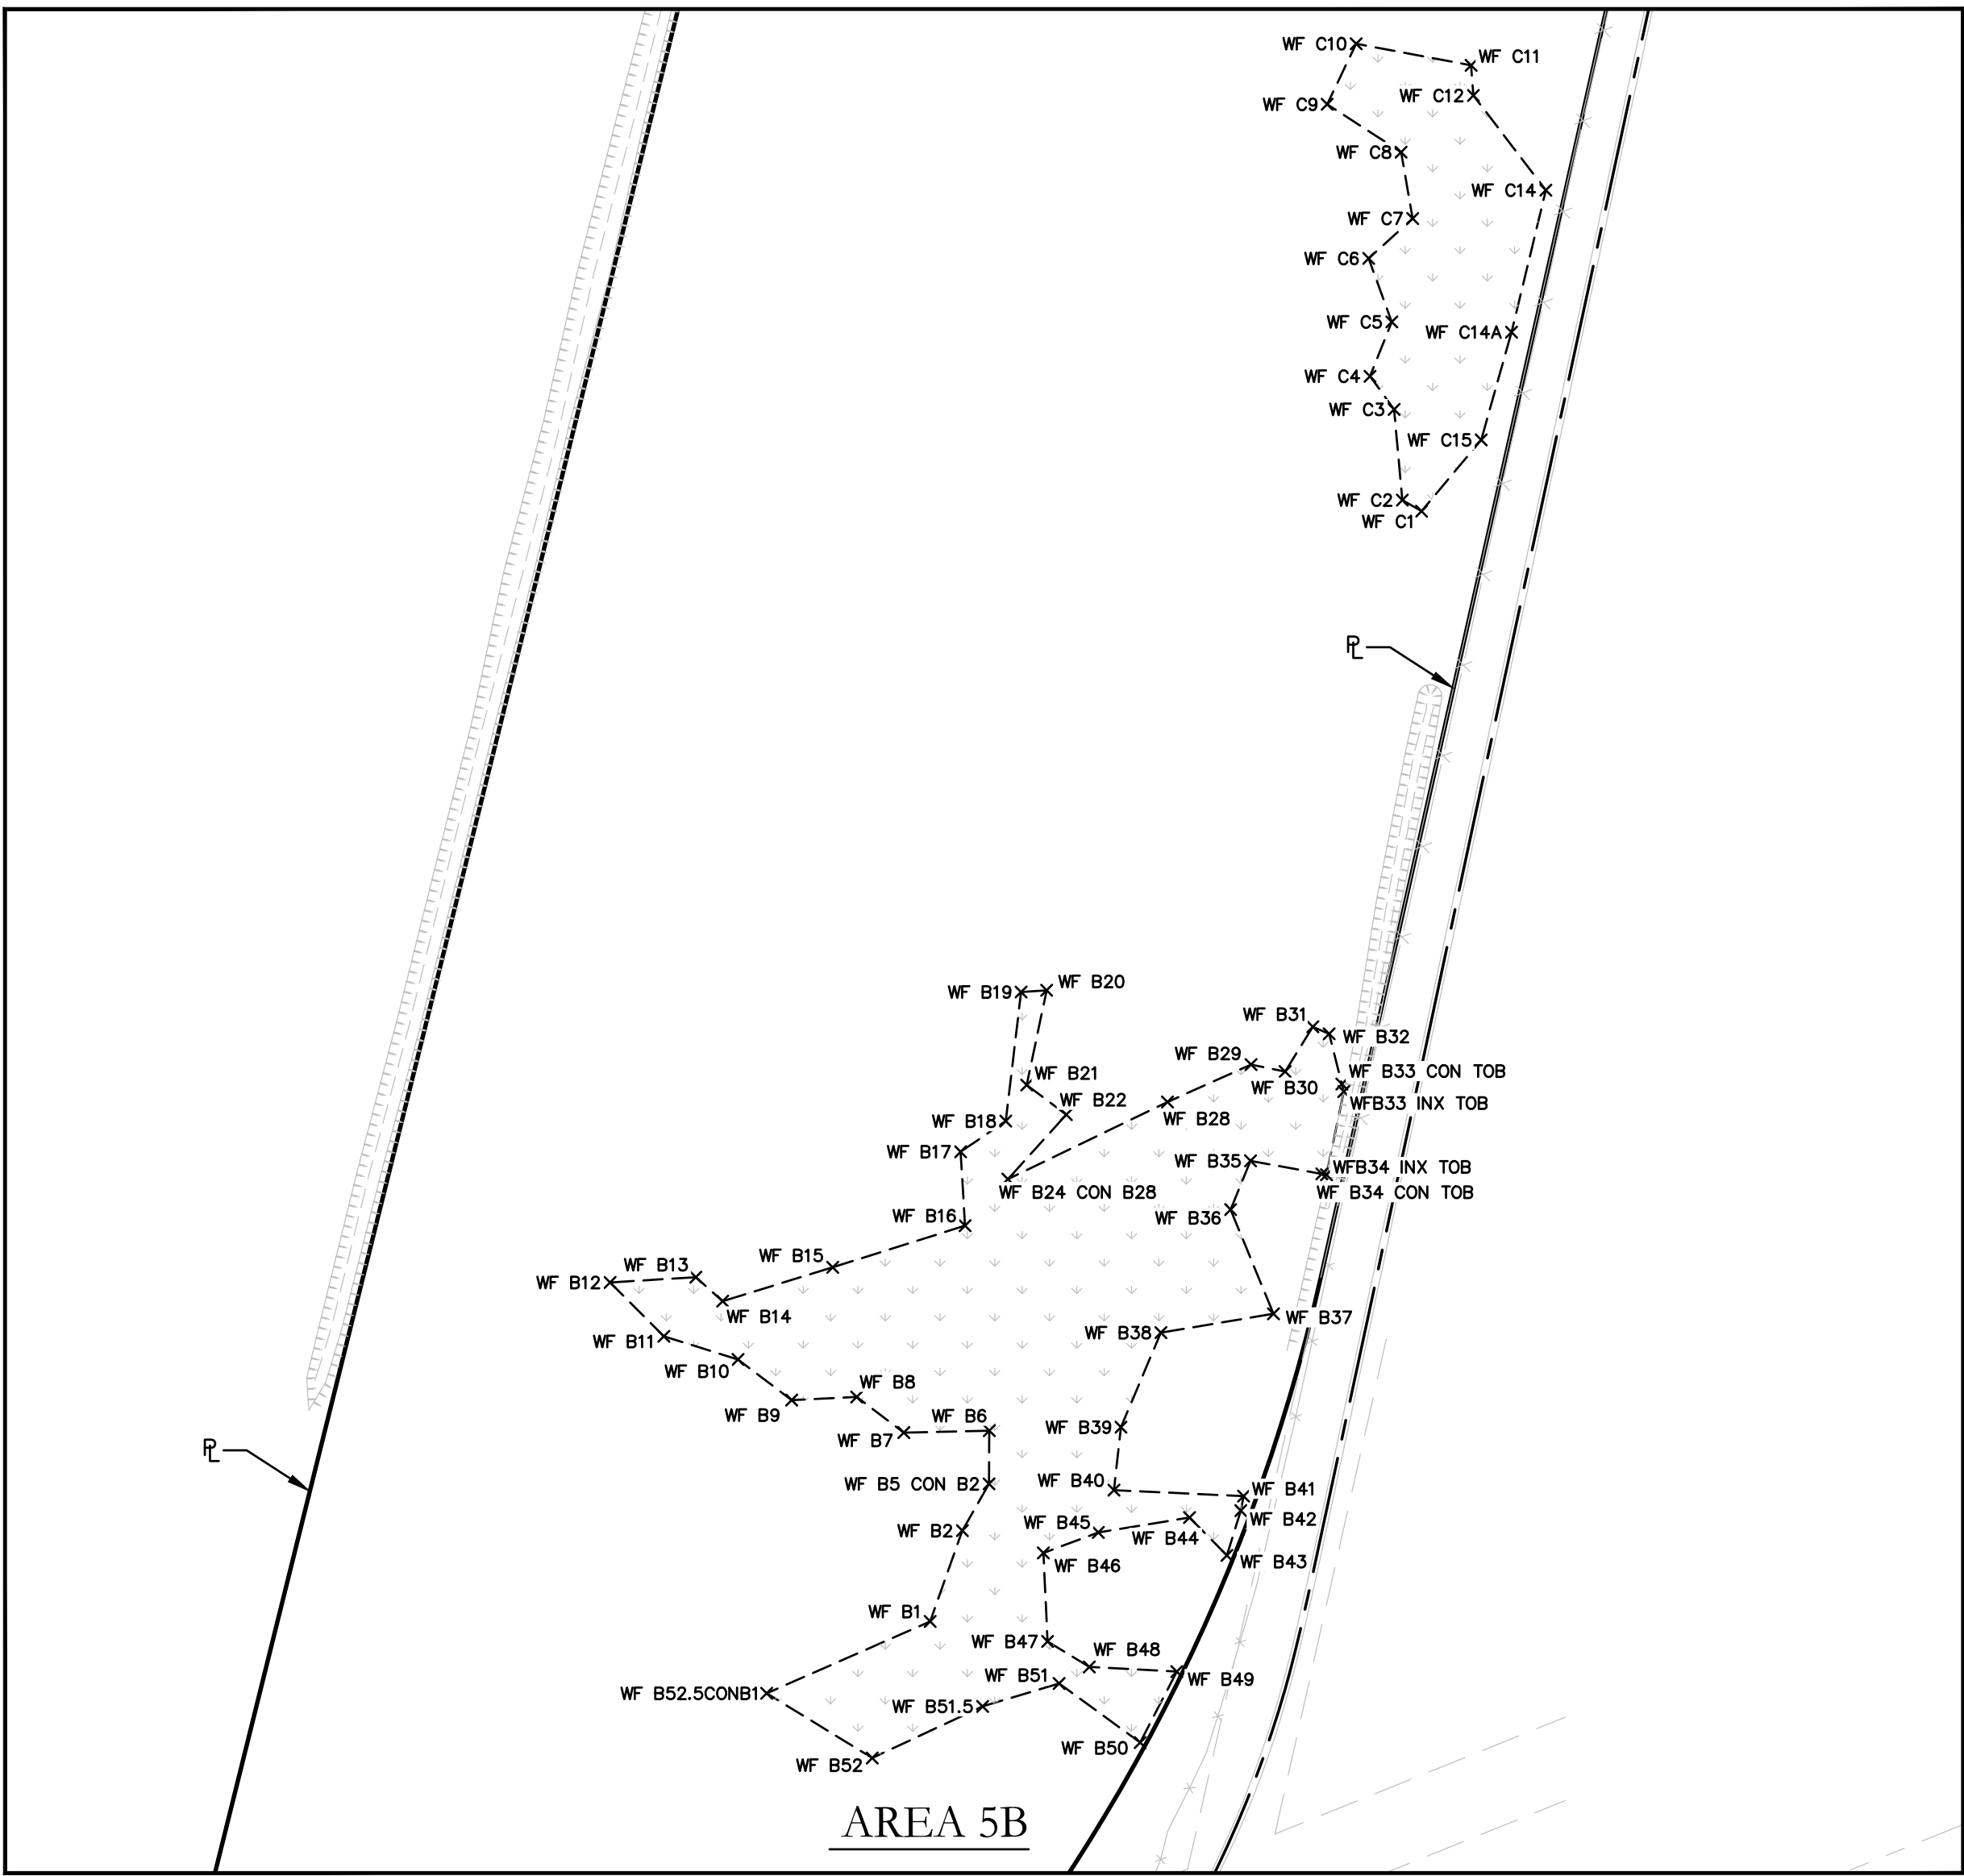 WF C10
WF C11
WF C12
WF C9
WF C8
WF C14
WF C7
WF C6
WF C5
WF C14A
WF C4
WF C3
WF C15
WF C2
WF C1
PL
WF B19
WF B20
WF B31
WF B32
WF B29
WF B33 CON TOB
WF B21
WF B30
WF B22
WFB33 INX TOB
WF B28
WF B18
WF B17
WF B35
WFB34 INX TOB
WF B24 CON B28
WF B34 CON TOB
WF B16
WF B36
WF B15
WF B13
WF B12
WF B14
WF B37
WF B38
WF B11
WF B10
WF B8
WF B9
WF B6
WF B39
WF B7
PL
WF B5 CON B2
WF B40
WF B41
WF B42
WF B45
WF B2
WF B44
WF B43
WF B46
WF B1
WF B47
WF B48
WF B51
WF B49
WF B52.5CONB1
WF B51.5
WF B50
WF B52
AREA 5B